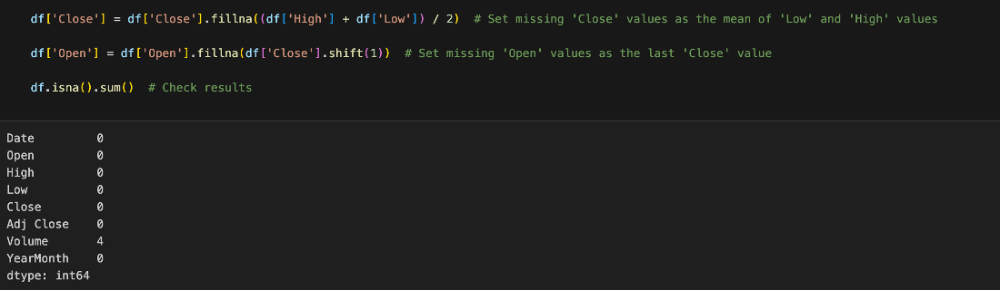 df['Close'] = df['Close'].fillna((df['High'] + df['Low']) / 2)  # Set missing 'Close' values as the mean of 'Low' and 'High' values
df['Open'] = df['Open'].fillna(df['Close'].shift(1))  # Set missing 'Open' values as the last 'Close' value
df.isna().sum()  # Check results
Date         0
Open         0
High         0
Low          0
Close        0
Adj Close    0
Volume       4
YearMonth    0
dtype: int64